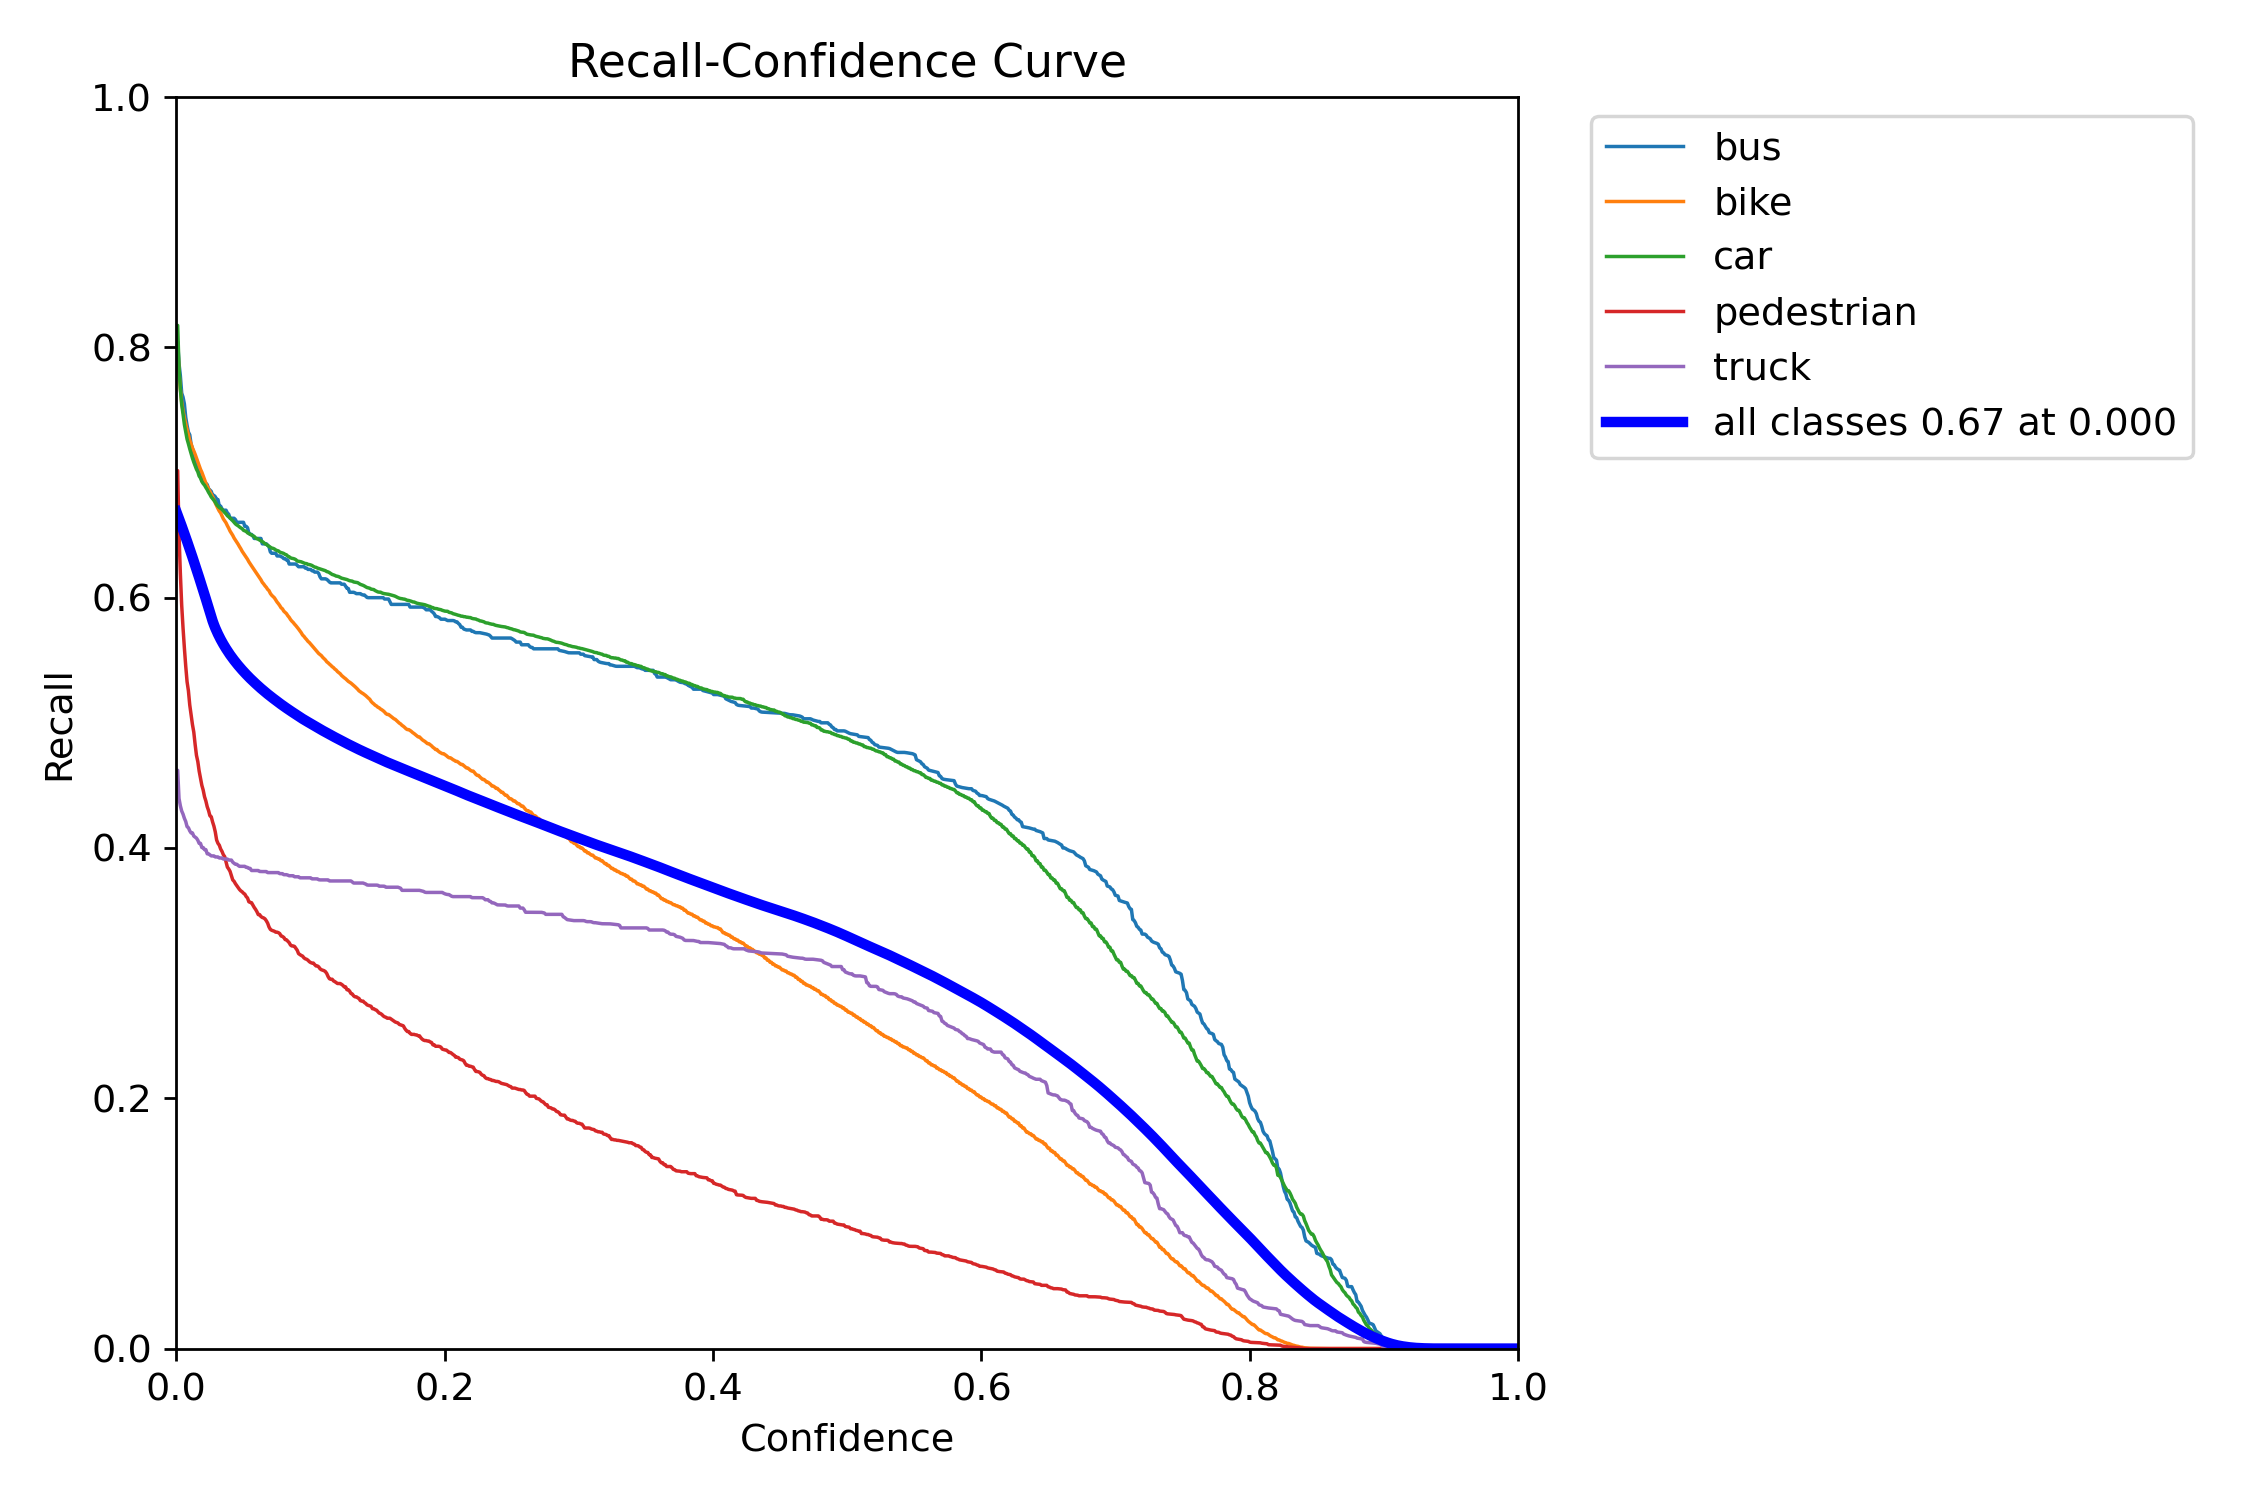 Recall-Confidence Curve
1.0
0.8
0.6
0.4
0.2
0.0
Recall
0.0 0.2 0.4 0.6 0.8 1.0
Confidence
bus
bike
car
pedestrian
truck
all classes 0.67 at 0.000